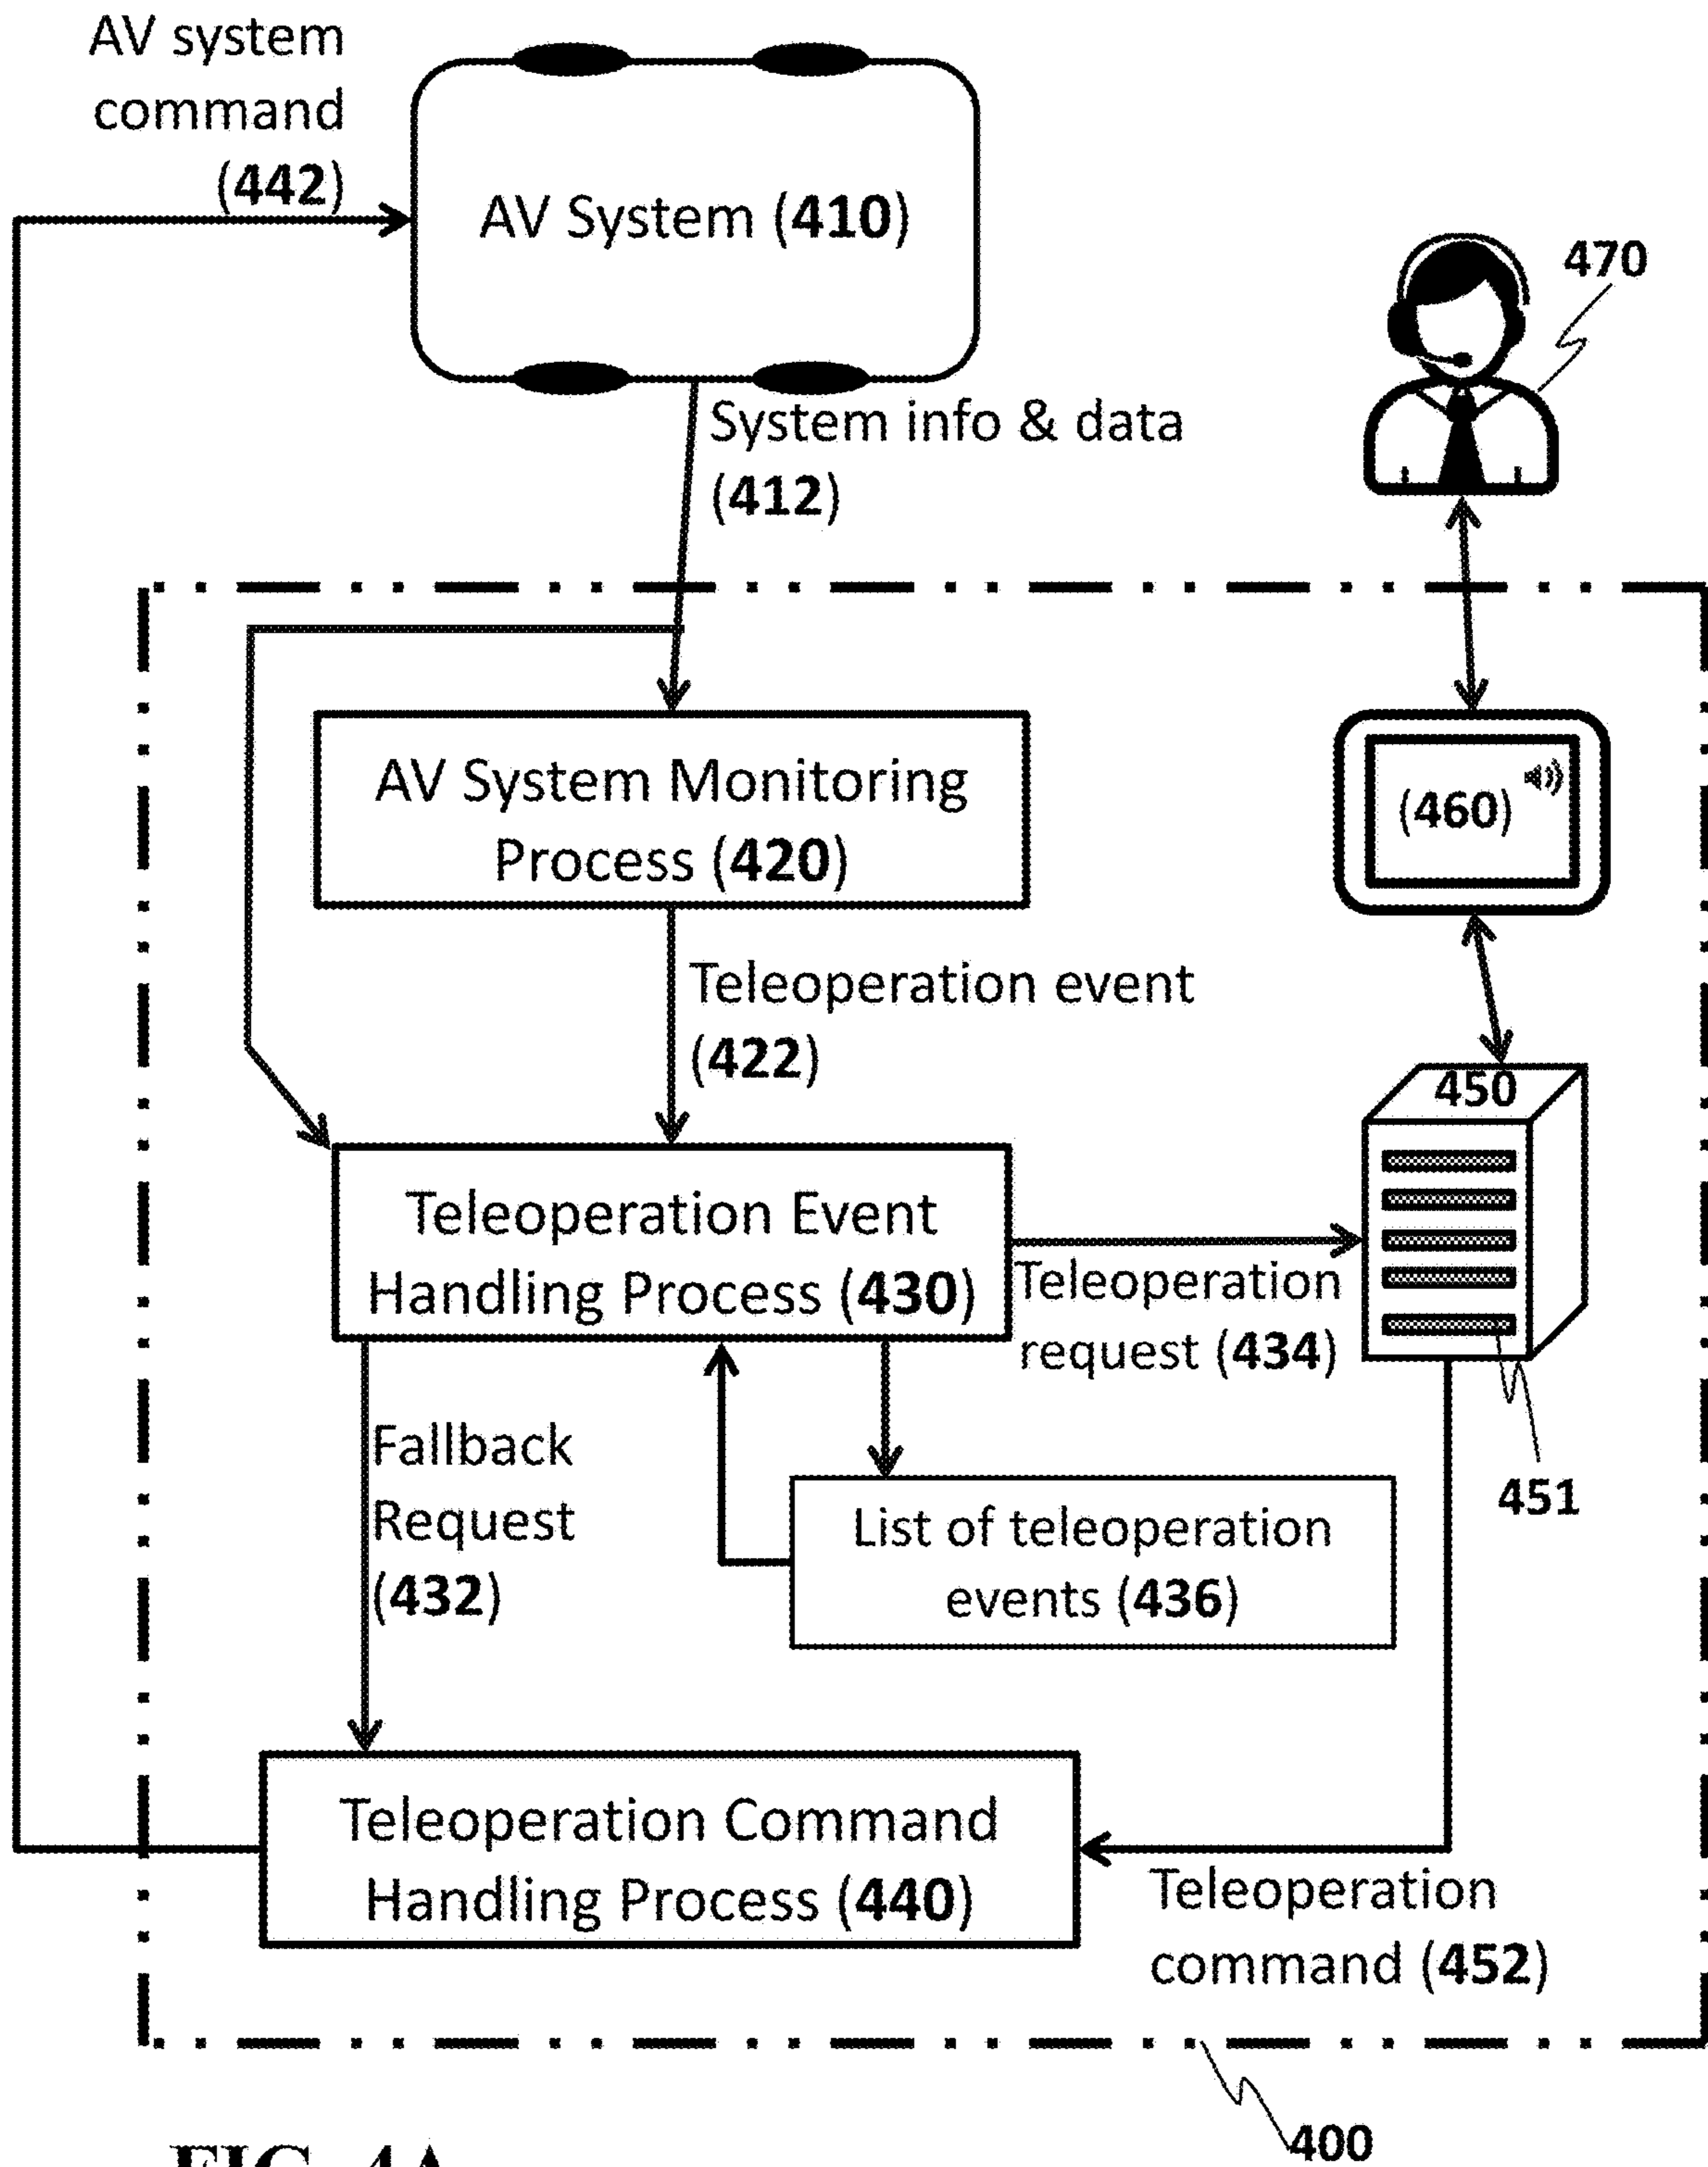 AV system
command
(442)
AV System (410)
470
System info & data
(412)
AV System Monitoring
Process (420)
(460)
Teleoperation event
(422)
450
Teleoperation Event
Handling Process (430)
Teleoperation
request (434)
Fallback
Request
(432)
List of teleoperation
events (436)
451
Teleoperation Command
Handling Process (440)
Teleoperation
command (452)
400
FIG. 4A